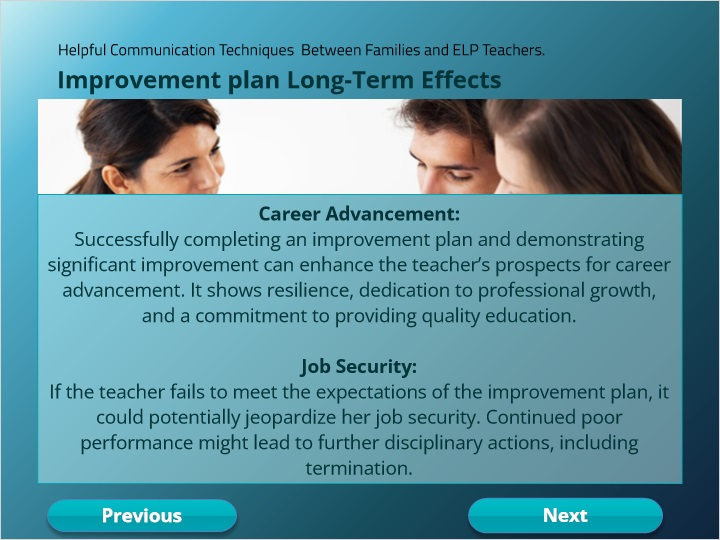 Helpful Communication Techniques  Between Families and ELP Teachers.
Improvement plan Long-Term Effects
Career Advancement:
Successfully completing an improvement plan and demonstrating
significant improvement can enhance the teacher’s prospects for career
advancement. It shows resilience, dedication to professional growth,
and a commitment to providing quality education.
Job Security:
If the teacher fails to meet the expectations of the improvement plan, it
could potentially jeopardize her job security. Continued poor
performance might lead to further disciplinary actions, including
termination.
Previous
Next